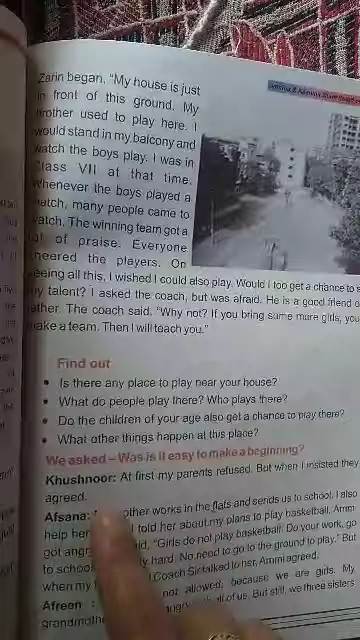 Zarin began. "My house is just
in front of this ground. My
brother used to play here. I
would stand in my balcony and
watch the boys play. I was in
Class VII at that time.
Whenever the boys played a
match, many people came to
watch. The winning team got a
lot of praise. Everyone
cheered the players. On
seeing all this, I wished I could also play. Would I too get a chance to
my talent? I asked the coach, but was afraid. He is a good friend
father. The coach said, "Why not? If you bring some more girls, you
make a team. Then I will teach you."
Find out
• Is there any place to play near your house?
• What do people play there? Who plays there?
• Do the children of your age also get a chance to play there?
• What other things happen at this place?
We asked – Was is it easy to make a beginning?
Khushnoor: At first my parents refused. But when I insisted they
agreed.
Afsana: mother works in the flats and sends us to school. I also
help her I told her about my plans to play basketball. Ammi
got angry "Girls do not play basketball. Do your work, go
to school hard. No need to go to the ground to play." But
when my Coach Sir talked to her, Ammi agreed.
Afreen : not allowed, because we are girls. My
of us. But still, we three sisters